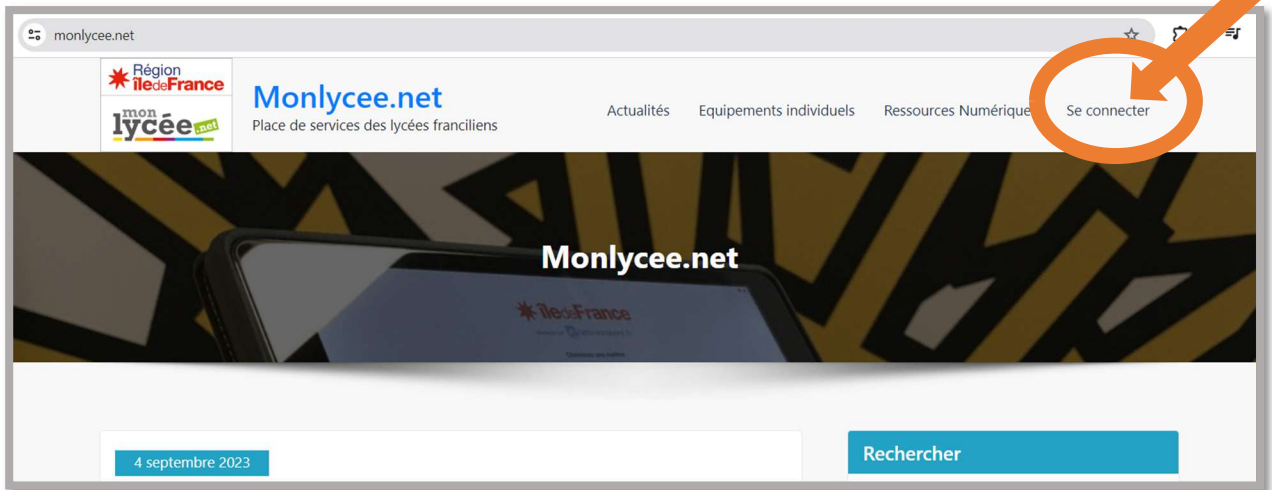 monlycee.net
Région
îledeFrance
mon
lycée.net
Monlycee.net
Place de services des lycées franciliens
Actualités
Equipements individuels
Ressources Numérique
Se connecter
Monlycee.net
îledeFrance
4 septembre 2023
Rechercher